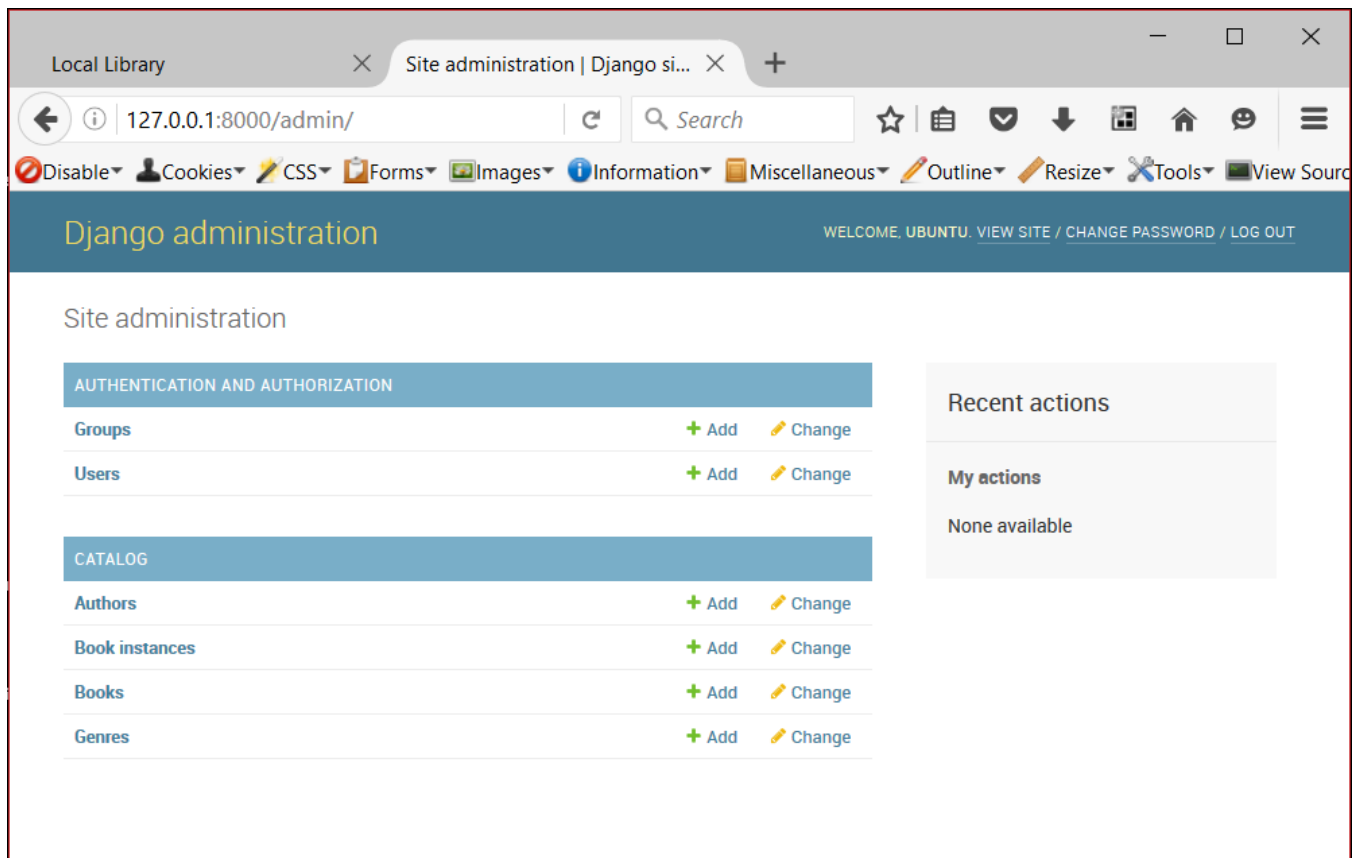 Local Library
Site administration | Django si...
127.0.0.1:8000/admin/
Search
Disable Cookies CSS Forms Images Information Miscellaneous Outline Resize Tools View Sourc
Django administration
WELCOME, UBUNTU. VIEW SITE / CHANGE PASSWORD / LOG OUT
Site administration
AUTHENTICATION AND AUTHORIZATION
Groups Add Change
Users Add Change
CATALOG
Authors Add Change
Book instances Add Change
Books Add Change
Genres Add Change
Recent actions
My actions
None available